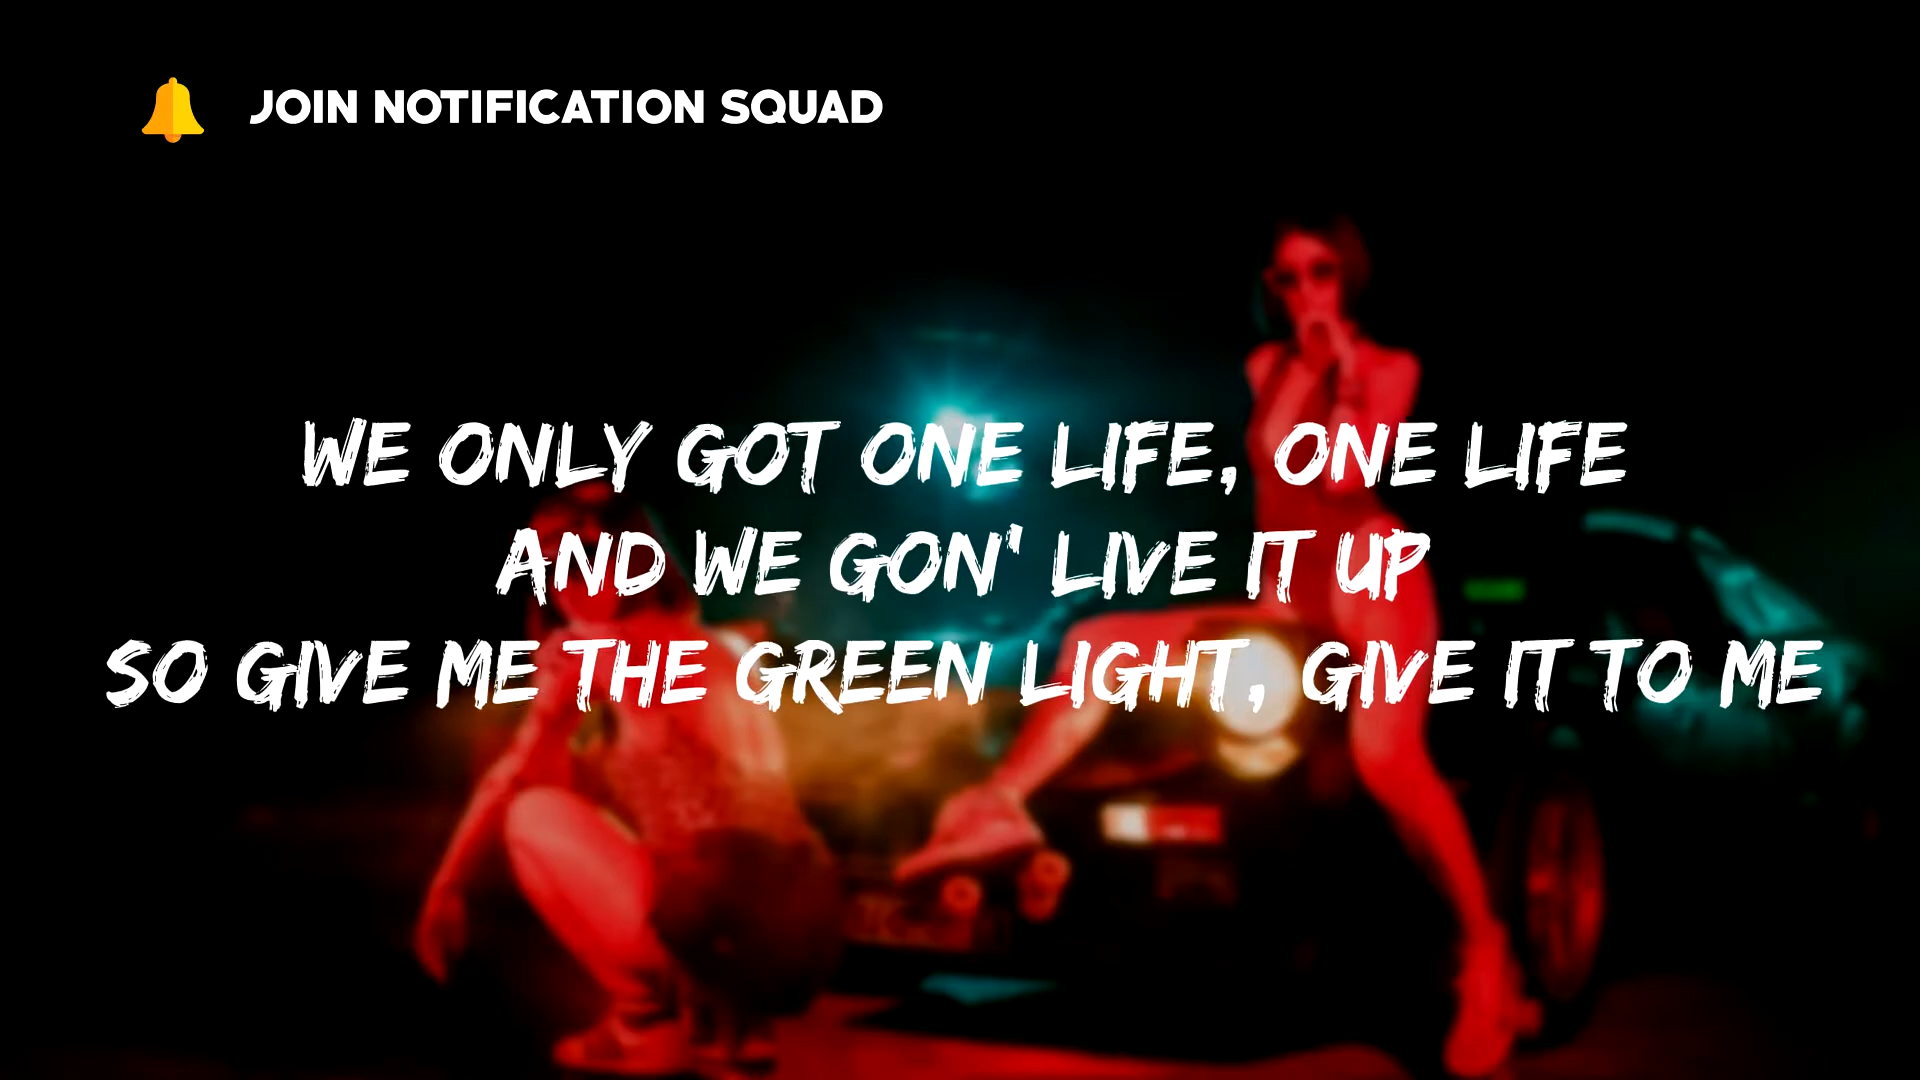 JOIN NOTIFICATION SQUAD
WE ONLY GOT ONE LIFE, ONE LIFE
AND WE GON' LIVE IT UP
SO GIVE ME THE GREEN LIGHT, GIVE IT TO ME